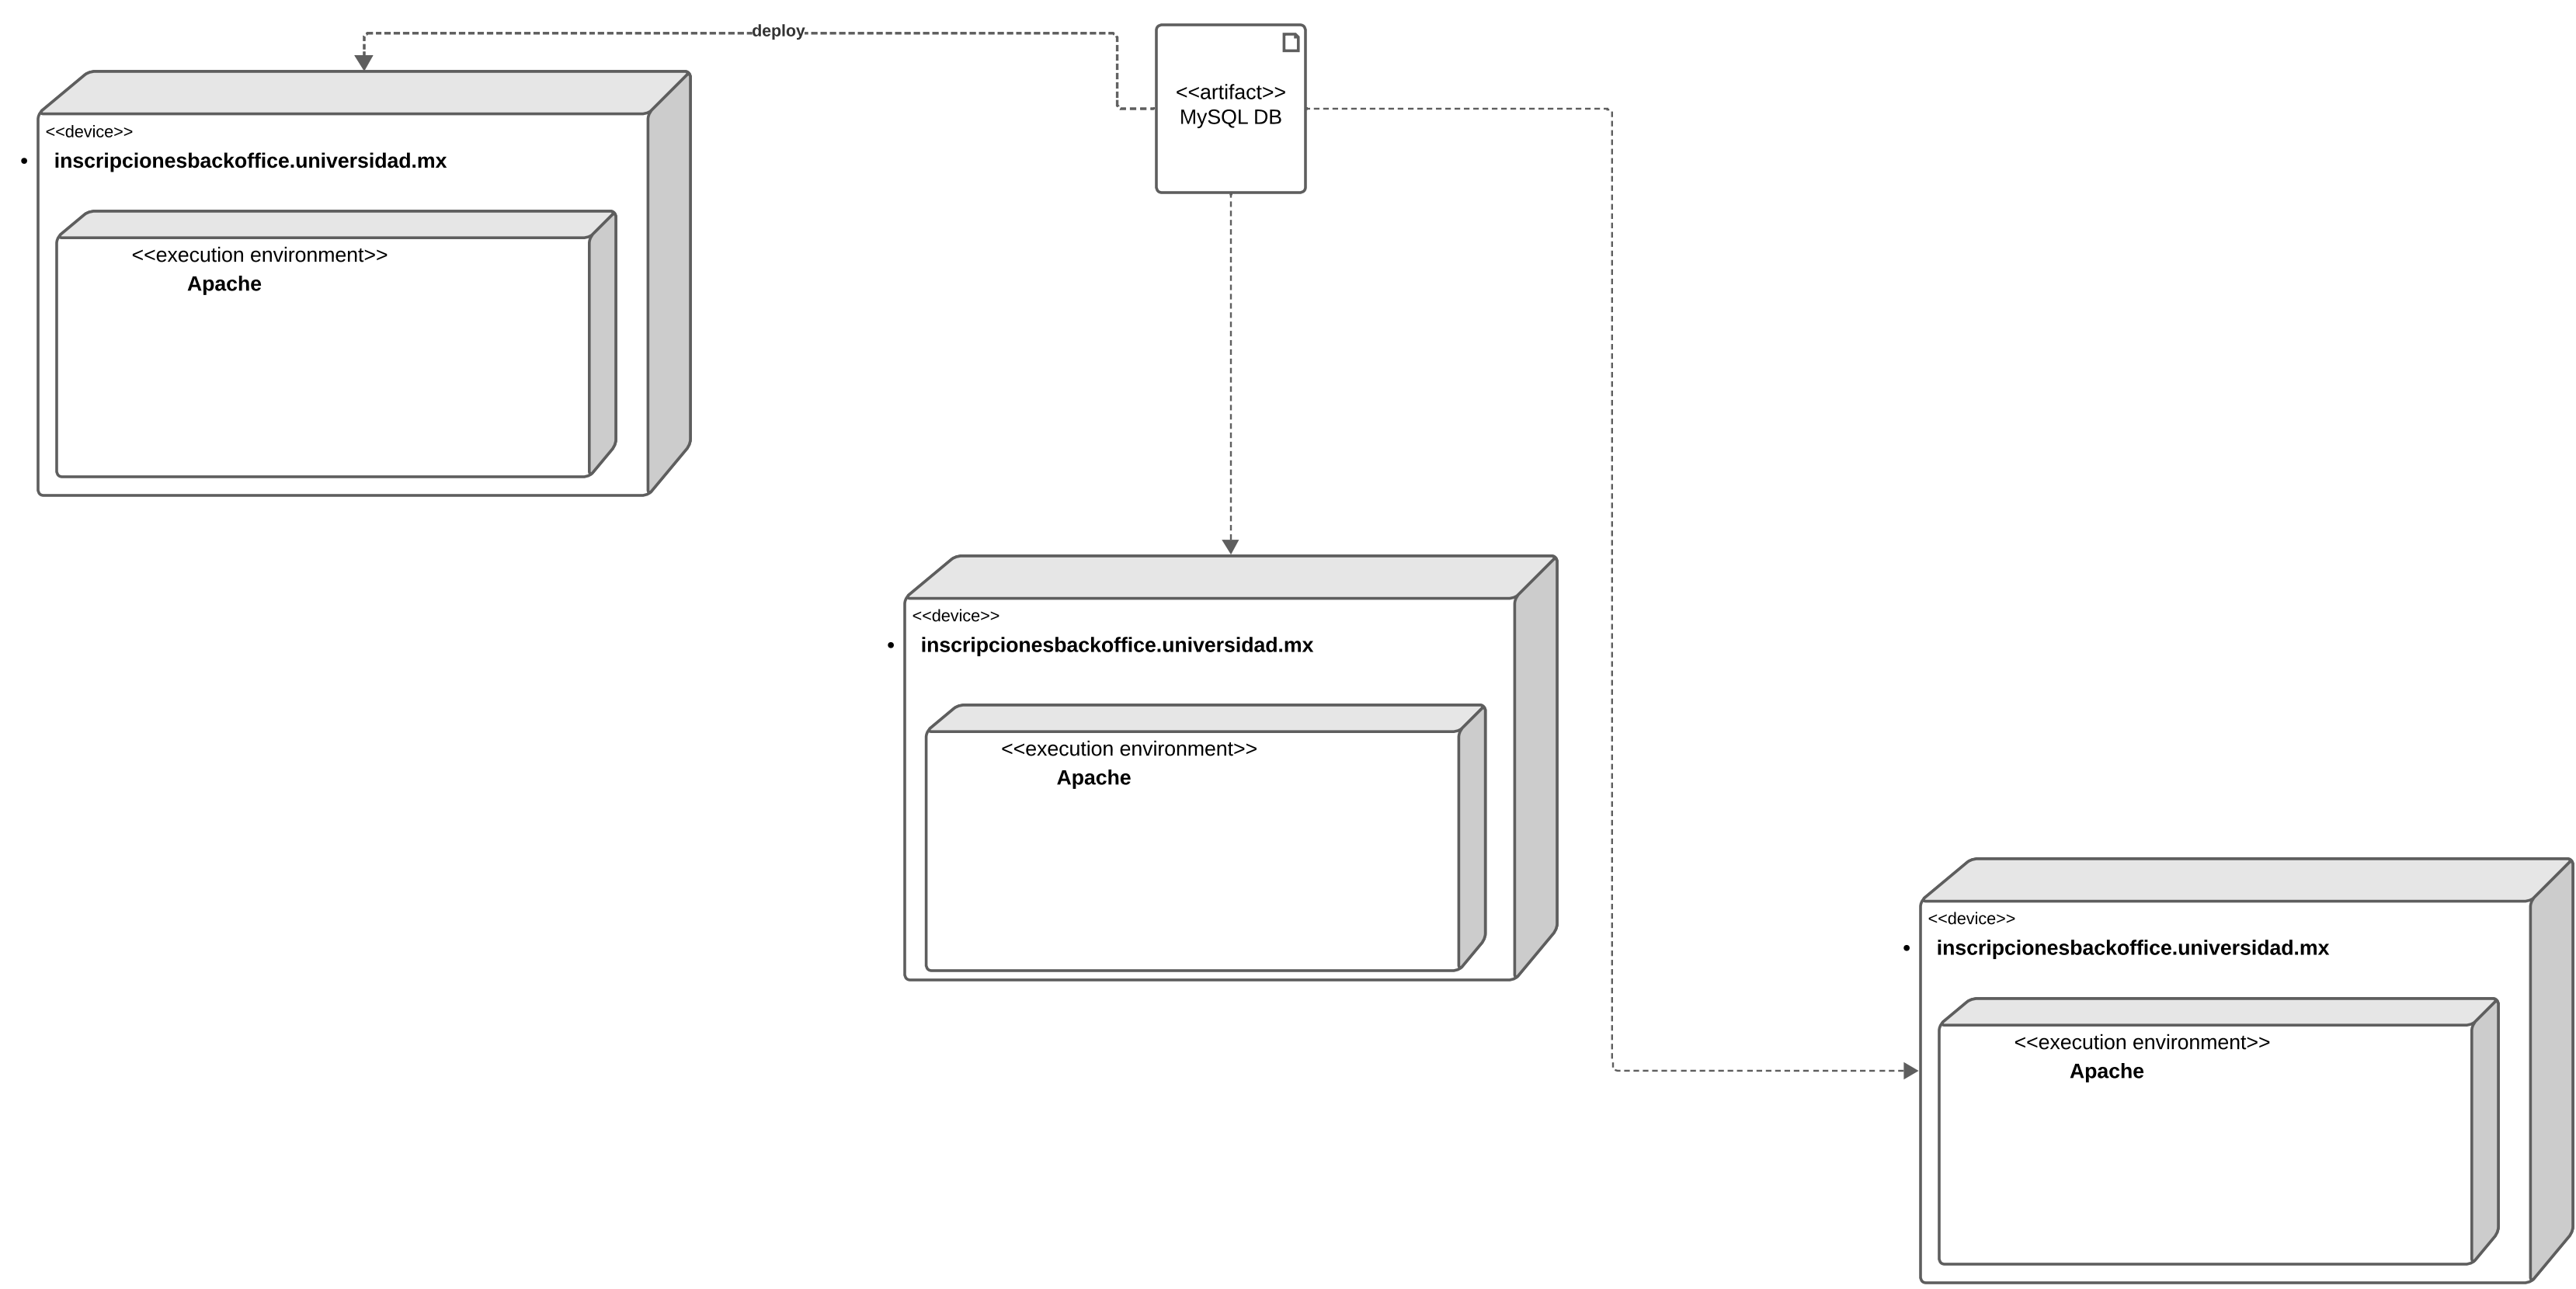 deploy
<<artifact>>
MySQL DB
<<device>>
• inscripcionesbackoffice.universidad.mx
<<execution environment>>
Apache
<<device>>
• inscripcionesbackoffice.universidad.mx
<<execution environment>>
Apache
<<device>>
• inscripcionesbackoffice.universidad.mx
<<execution environment>>
Apache